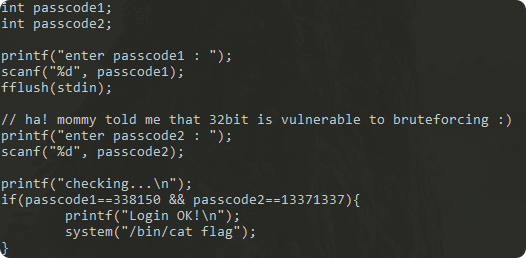 int passcode1;
int passcode2;

printf("enter passcode1 : ");
scanf("%d", passcode1);
fflush(stdin);

// ha! mommy told me that 32bit is vulnerable to bruteforcing :)
printf("enter passcode2 : ");
scanf("%d", passcode2);

printf("checking...\n");
if(passcode1==338150 && passcode2==13371337){
        printf("Login OK!\n");
        system("/bin/cat flag");
}